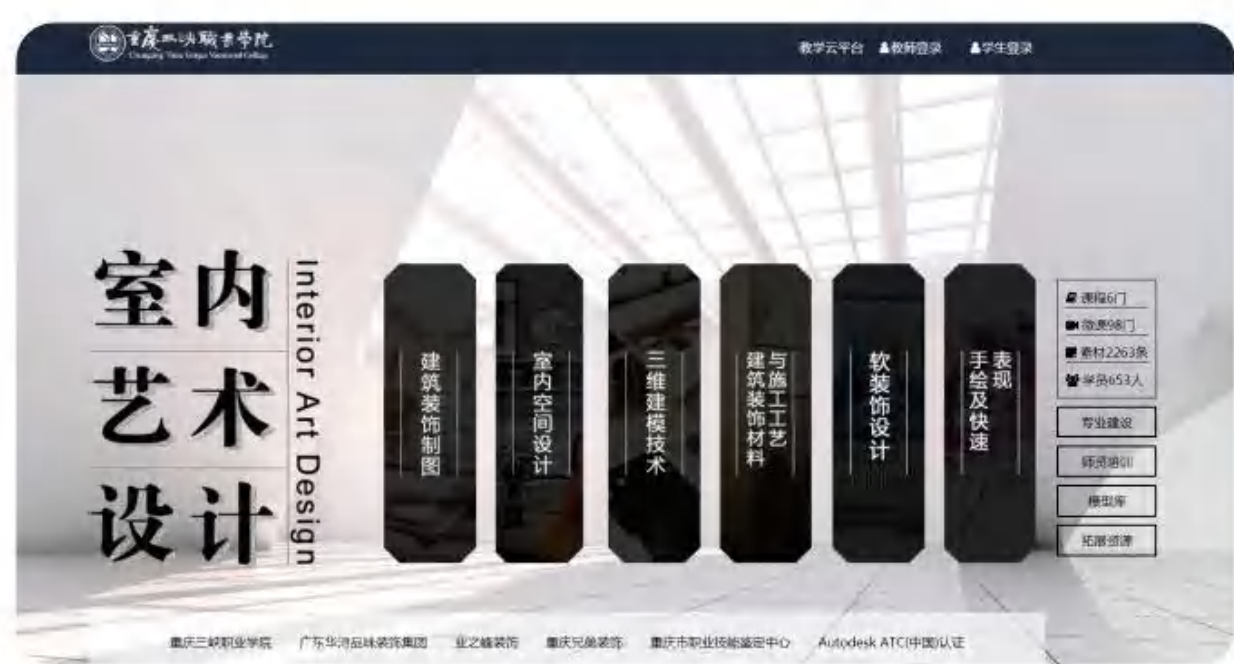 重庆三峡职业学院
教学云平台 教师登录 学生登录
室内
艺术
设计
Interior Art Design
建筑装饰制图
室内空间设计
三维建模技术
建筑装饰材料
与施工工艺
软装饰设计
手绘及快速
表现
课程6门
微课98门
素材2263条
学员653人
专业建设
师资培训
模型库
拓展资源
重庆三峡职业学院 广东华浔品味装饰集团 业之峰装饰 重庆兄弟装饰 重庆市职业技能鉴定中心 Autodesk ATC(中国)认证